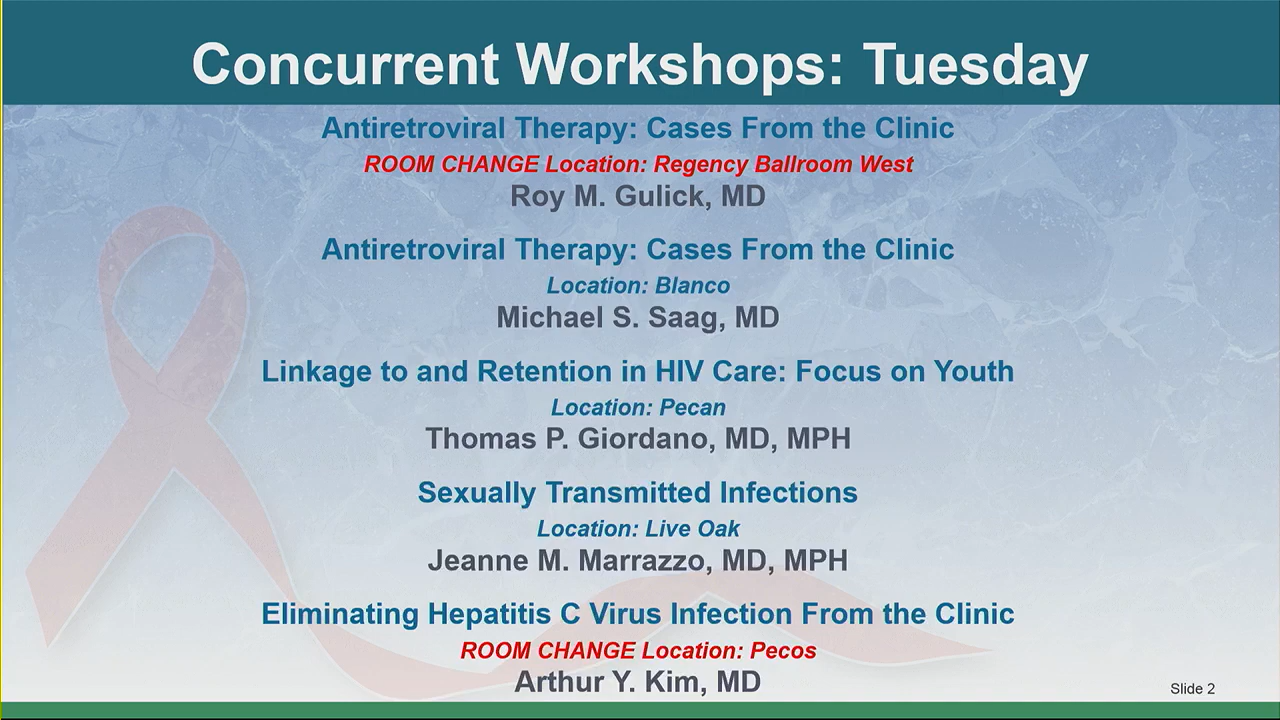 Concurrent Workshops: Tuesday
Antiretroviral Therapy: Cases From the Clinic
ROOM CHANGE Location: Regency Ballroom West
Roy M. Gulick, MD
Antiretroviral Therapy: Cases From the Clinic
Location: Blanco
Michael S. Saag, MD
Linkage to and Retention in HIV Care: Focus on Youth
Location: Pecan
Thomas P. Giordano, MD, MPH
Sexually Transmitted Infections
Location: Live Oak
Jeanne M. Marrazzo, MD, MPH
Eliminating Hepatitis C Virus Infection From the Clinic
ROOM CHANGE Location: Pecos
Arthur Y. Kim, MD
Slide 2